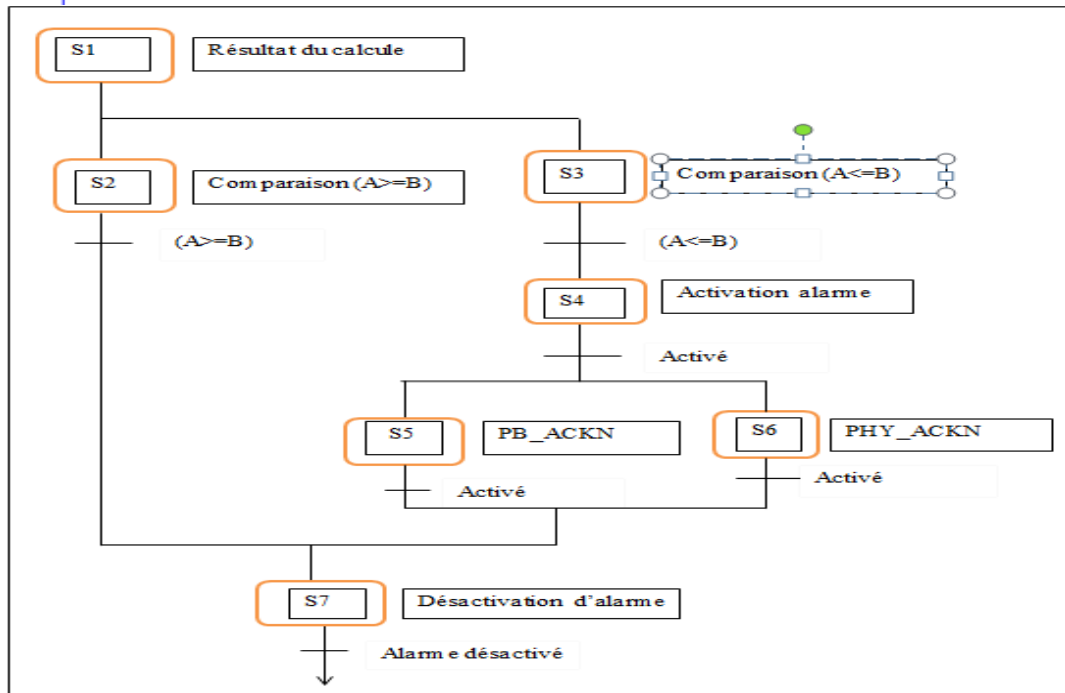 S1
Résultat du calcule
S2
Comparaison (A>=B)
S3
Comparaison (A<=B)
(A>=B)
(A<=B)
S4
Activation alarme
Activé
S5
PB_ACKN
S6
PHY_ACKN
Activé
Activé
S7
Désactivation d'alarme
Alarme désactivé